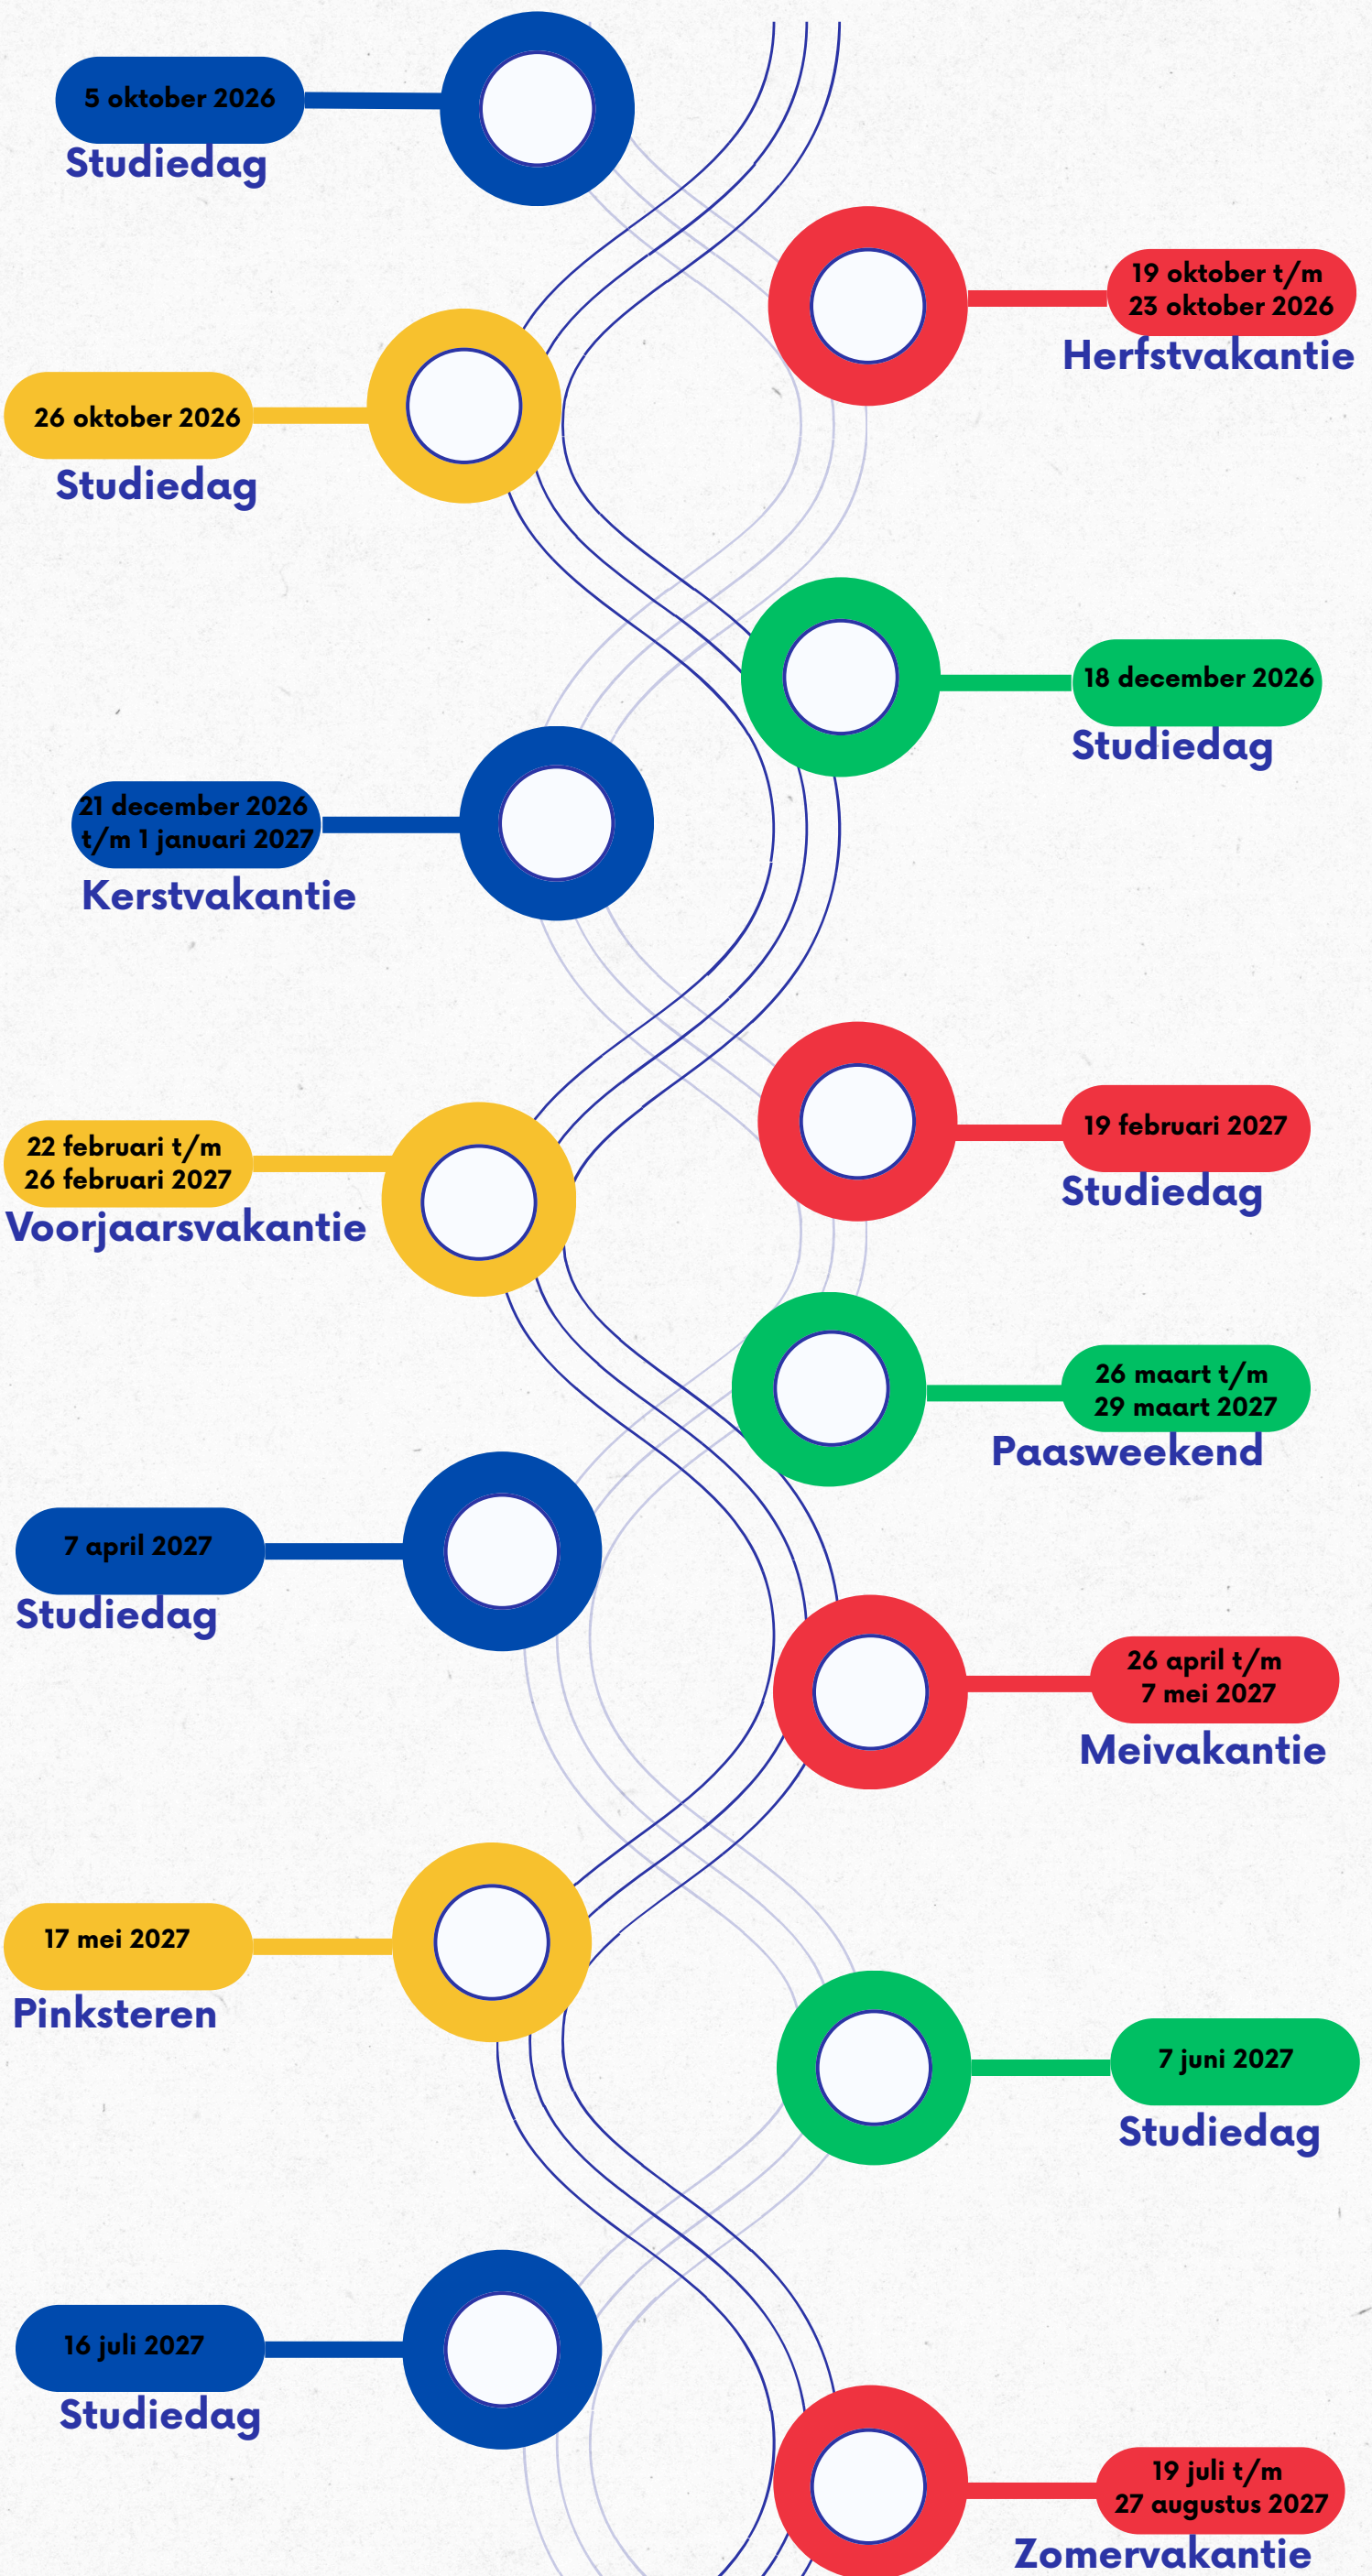 5 oktober 2026
Studiedag
19 oktober t/m
23 oktober 2026
Herfstvakantie
26 oktober 2026
Studiedag
18 december 2026
Studiedag
21 december 2026
t/m 1 januari 2027
Kerstvakantie
19 februari 2027
Studiedag
22 februari t/m
26 februari 2027
Voorjaarsvakantie
26 maart t/m
29 maart 2027
Paasweekend
7 april 2027
Studiedag
26 april t/m
7 mei 2027
Meivakantie
17 mei 2027
Pinksteren
7 juni 2027
Studiedag
16 juli 2027
Studiedag
19 juli t/m
27 augustus 2027
Zomervakantie